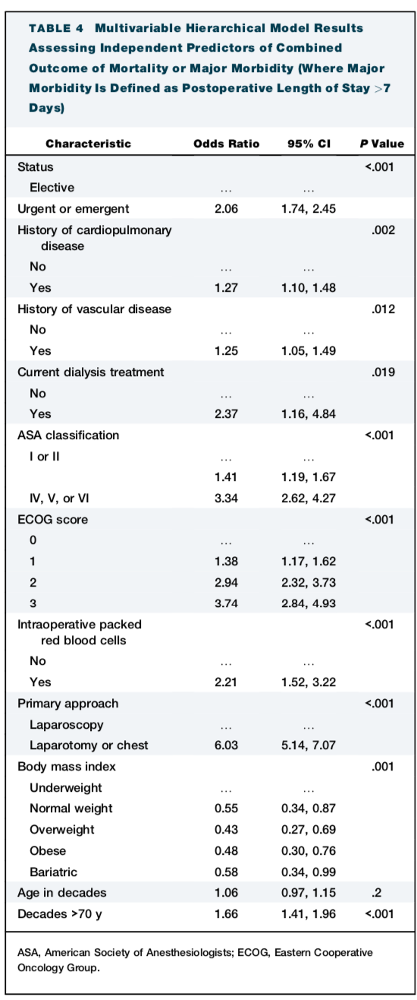 TABLE 4 Multivariable Hierarchical Model Results
Assessing Independent Predictors of Combined
Outcome of Mortality or Major Morbidity (Where Major
Morbidity Is Defined as Postoperative Length of Stay >7
Days)
Characteristic Odds Ratio 95% CI P Value
Status <.001
Elective … …
Urgent or emergent 2.06 1.74, 2.45
History of cardiopulmonary .002
disease
No … …
Yes 1.27 1.10, 1.48
History of vascular disease .012
No … …
Yes 1.25 1.05, 1.49
Current dialysis treatment .019
No … …
Yes 2.37 1.16, 4.84
ASA classification <.001
I or II … …
1.41 1.19, 1.67
IV, V, or VI 3.34 2.62, 4.27
ECOG score <.001
0 … …
1 1.38 1.17, 1.62
2 2.94 2.32, 3.73
3 3.74 2.84, 4.93
Intraoperative packed <.001
red blood cells
No … …
Yes 2.21 1.52, 3.22
Primary approach <.001
Laparoscopy … …
Laparotomy or chest 6.03 5.14, 7.07
Body mass index .001
Underweight … …
Normal weight 0.55 0.34, 0.87
Overweight 0.43 0.27, 0.69
Obese 0.48 0.30, 0.76
Bariatric 0.58 0.34, 0.99
Age in decades 1.06 0.97, 1.15 .2
Decades >70 y 1.66 1.41, 1.96 <.001
ASA, American Society of Anesthesiologists; ECOG, Eastern Cooperative
Oncology Group.